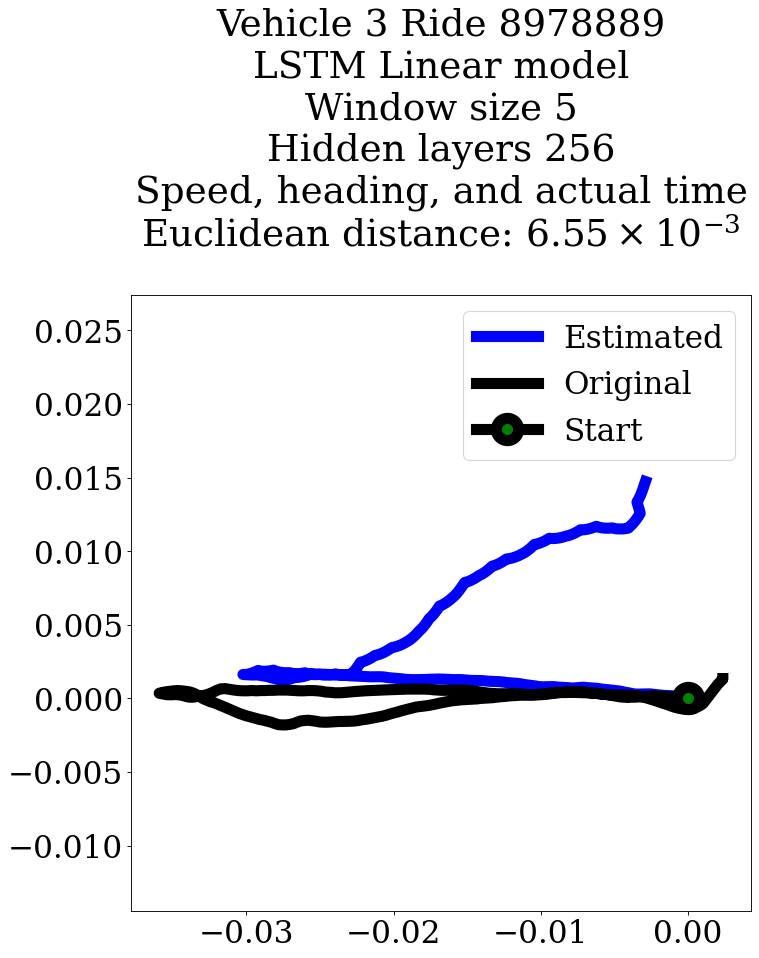 Vehicle 3 Ride 8978889
LSTM Linear model
Window size 5
Hidden layers 256
Speed, heading, and actual time
Euclidean distance: 6.55 × 10⁻³
Estimated
Original
Start
0.025
0.020
0.015
0.010
0.005
0.000
−0.005
−0.010
−0.03 −0.02 −0.01 0.00